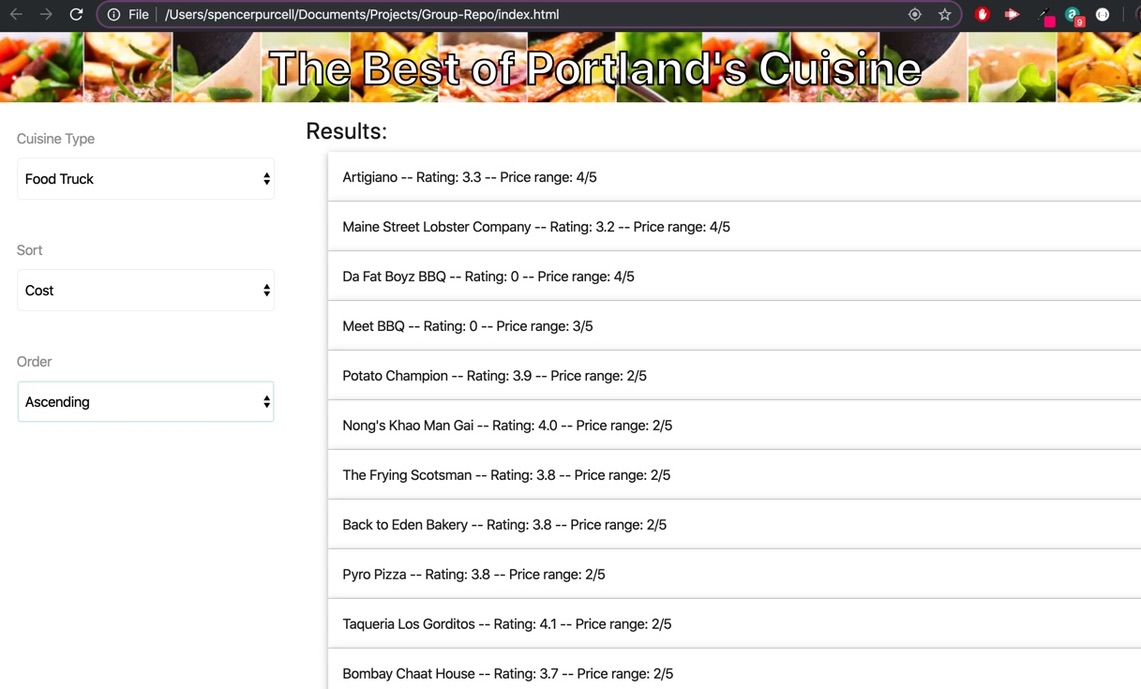 File /Users/spencerpurcell/Documents/Projects/Group-Repo/index.html
9
The Best of Portland's Cuisine
Cuisine Type
Food Truck
Sort
Cost
Order
Ascending
Results:
Artigiano -- Rating: 3.3 -- Price range: 4/5
Maine Street Lobster Company -- Rating: 3.2 -- Price range: 4/5
Da Fat Boyz BBQ -- Rating: 0 -- Price range: 4/5
Meet BBQ -- Rating: 0 -- Price range: 3/5
Potato Champion -- Rating: 3.9 -- Price range: 2/5
Nong's Khao Man Gai -- Rating: 4.0 -- Price range: 2/5
The Frying Scotsman -- Rating: 3.8 -- Price range: 2/5
Back to Eden Bakery -- Rating: 3.8 -- Price range: 2/5
Pyro Pizza -- Rating: 3.8 -- Price range: 2/5
Taqueria Los Gorditos -- Rating: 4.1 -- Price range: 2/5
Bombay Chaat House -- Rating: 3.7 -- Price range: 2/5